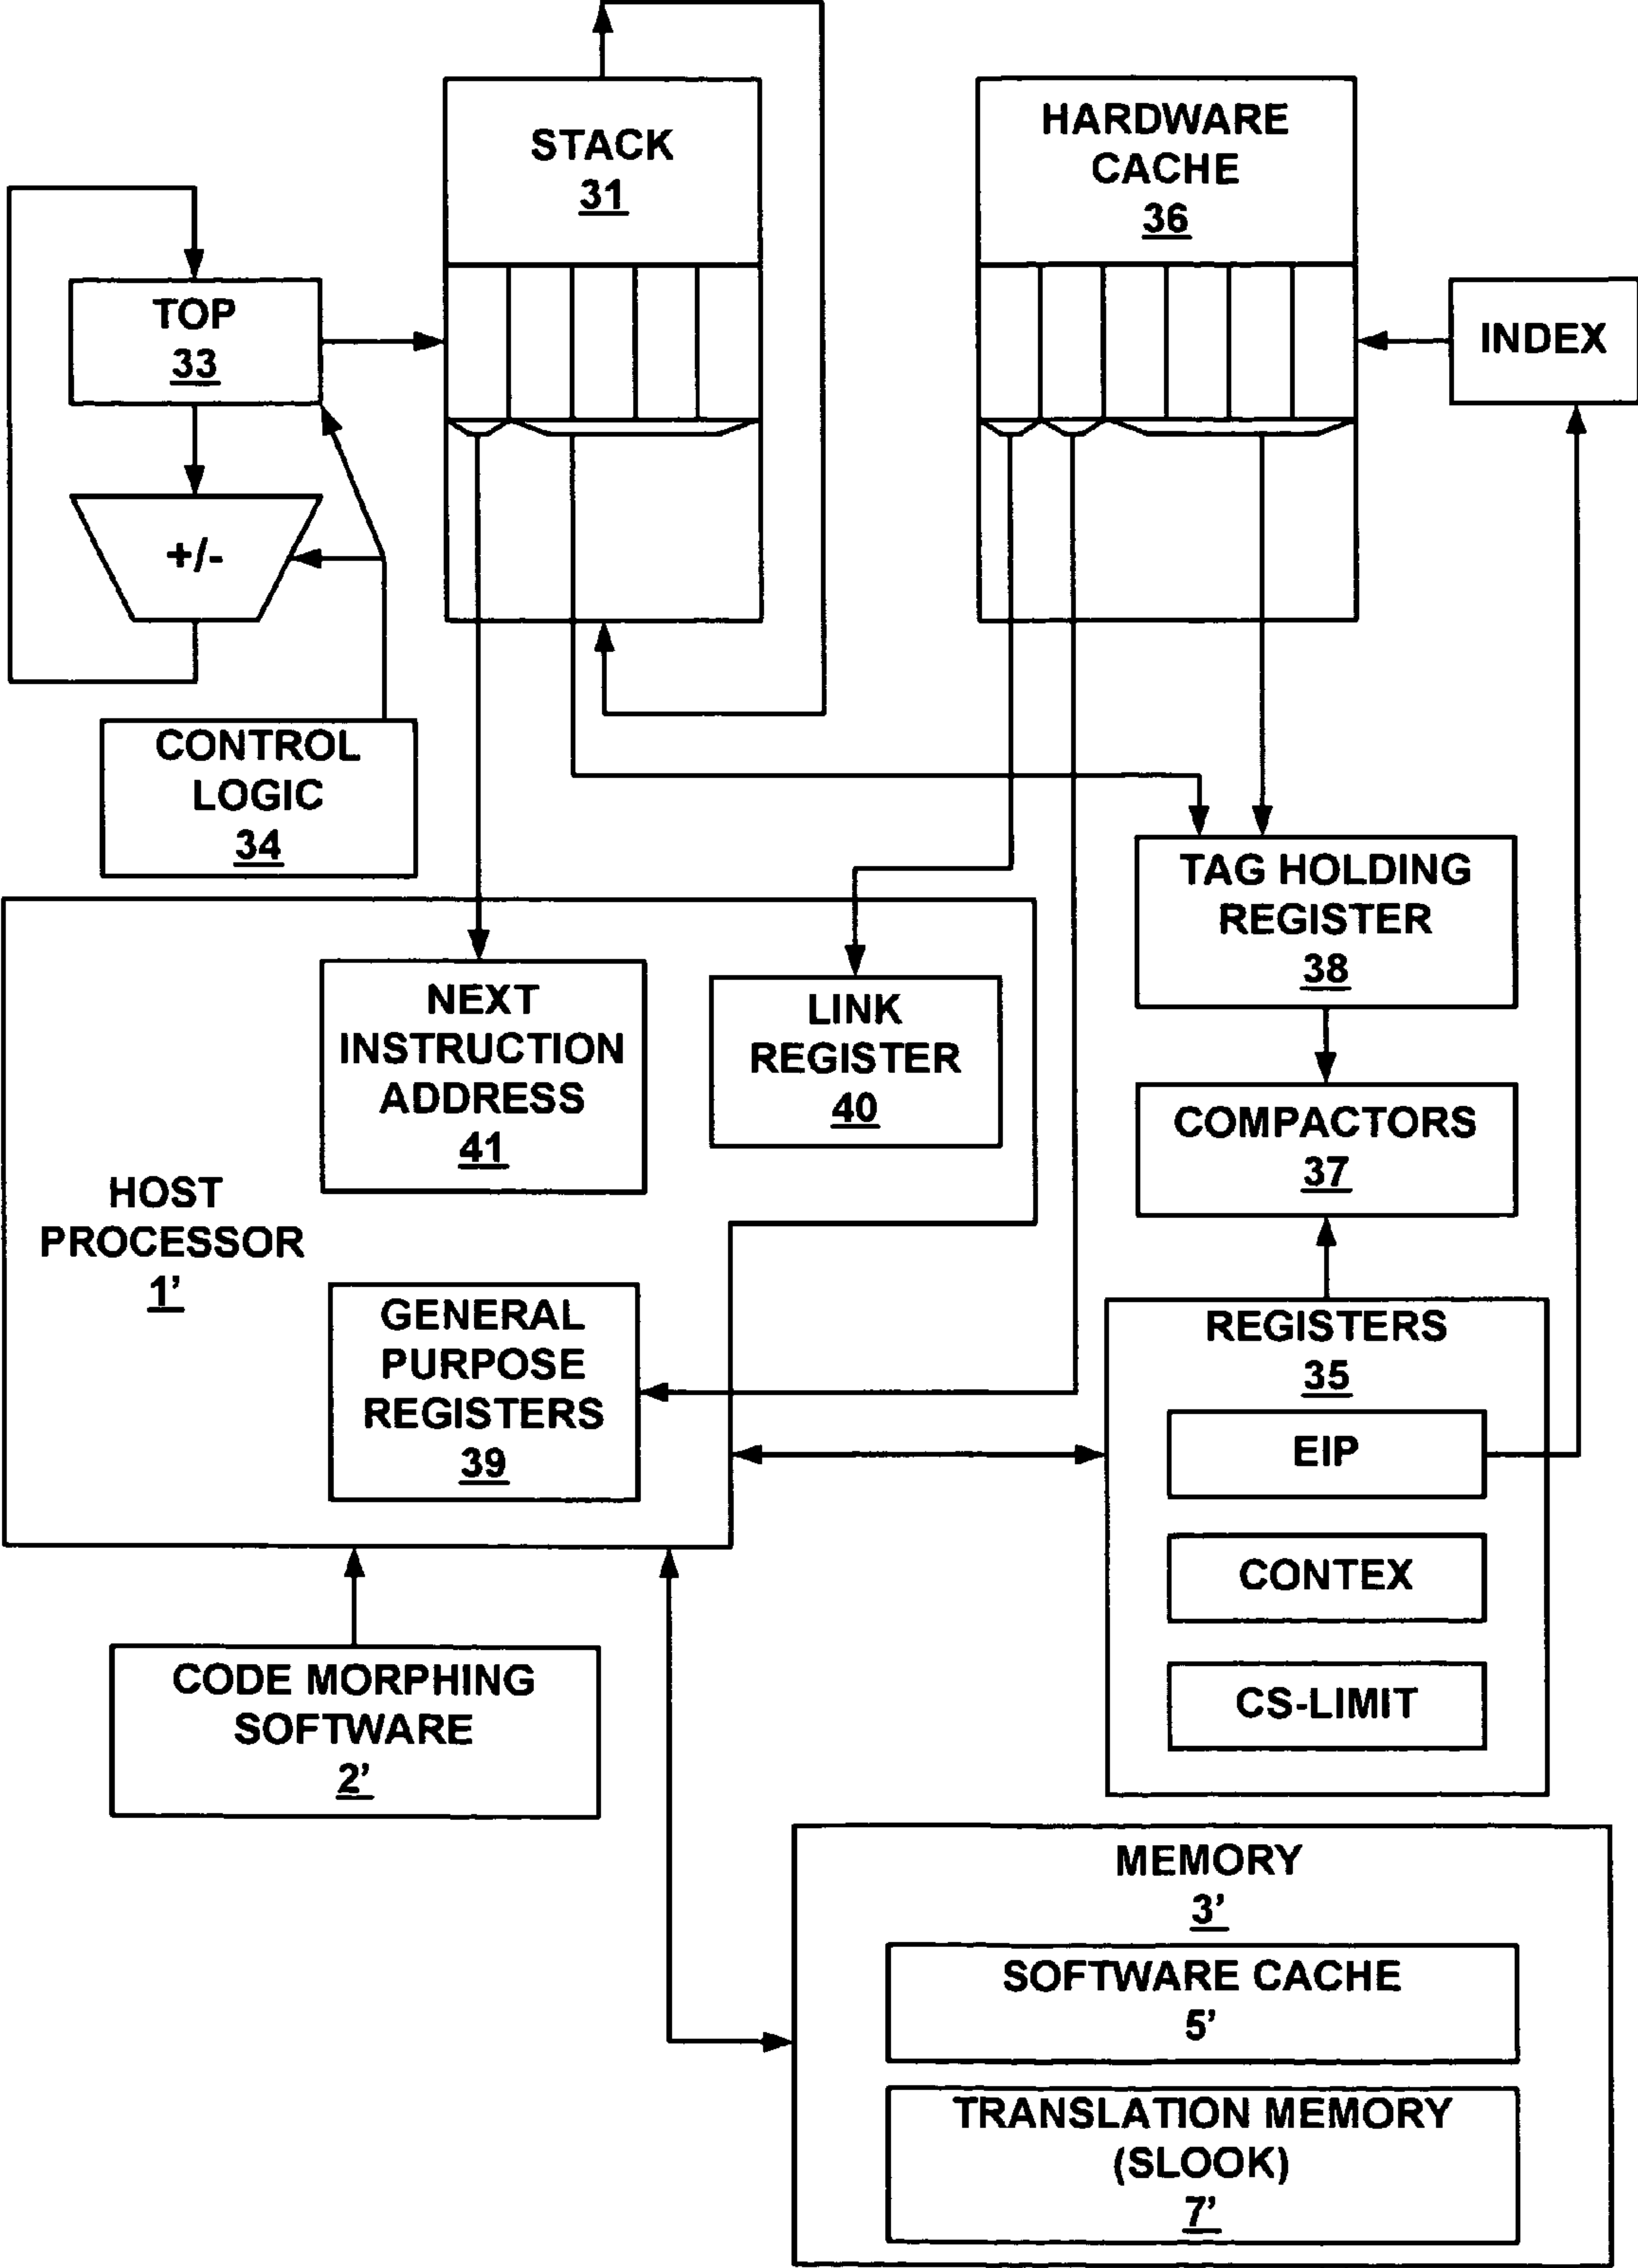 STACK
31
HARDWARE
CACHE
36
TOP
33
INDEX
+/-
CONTROL
LOGIC
34
TAG HOLDING
REGISTER
38
NEXT
INSTRUCTION
ADDRESS
41
LINK
REGISTER
40
COMPACTORS
37
HOST
PROCESSOR
1'
GENERAL
PURPOSE
REGISTERS
39
REGISTERS
35
EIP
CONTEX
CS-LIMIT
CODE MORPHING
SOFTWARE
2'
MEMORY
3'
SOFTWARE CACHE
5'
TRANSLATION MEMORY
(SLOOK)
7'